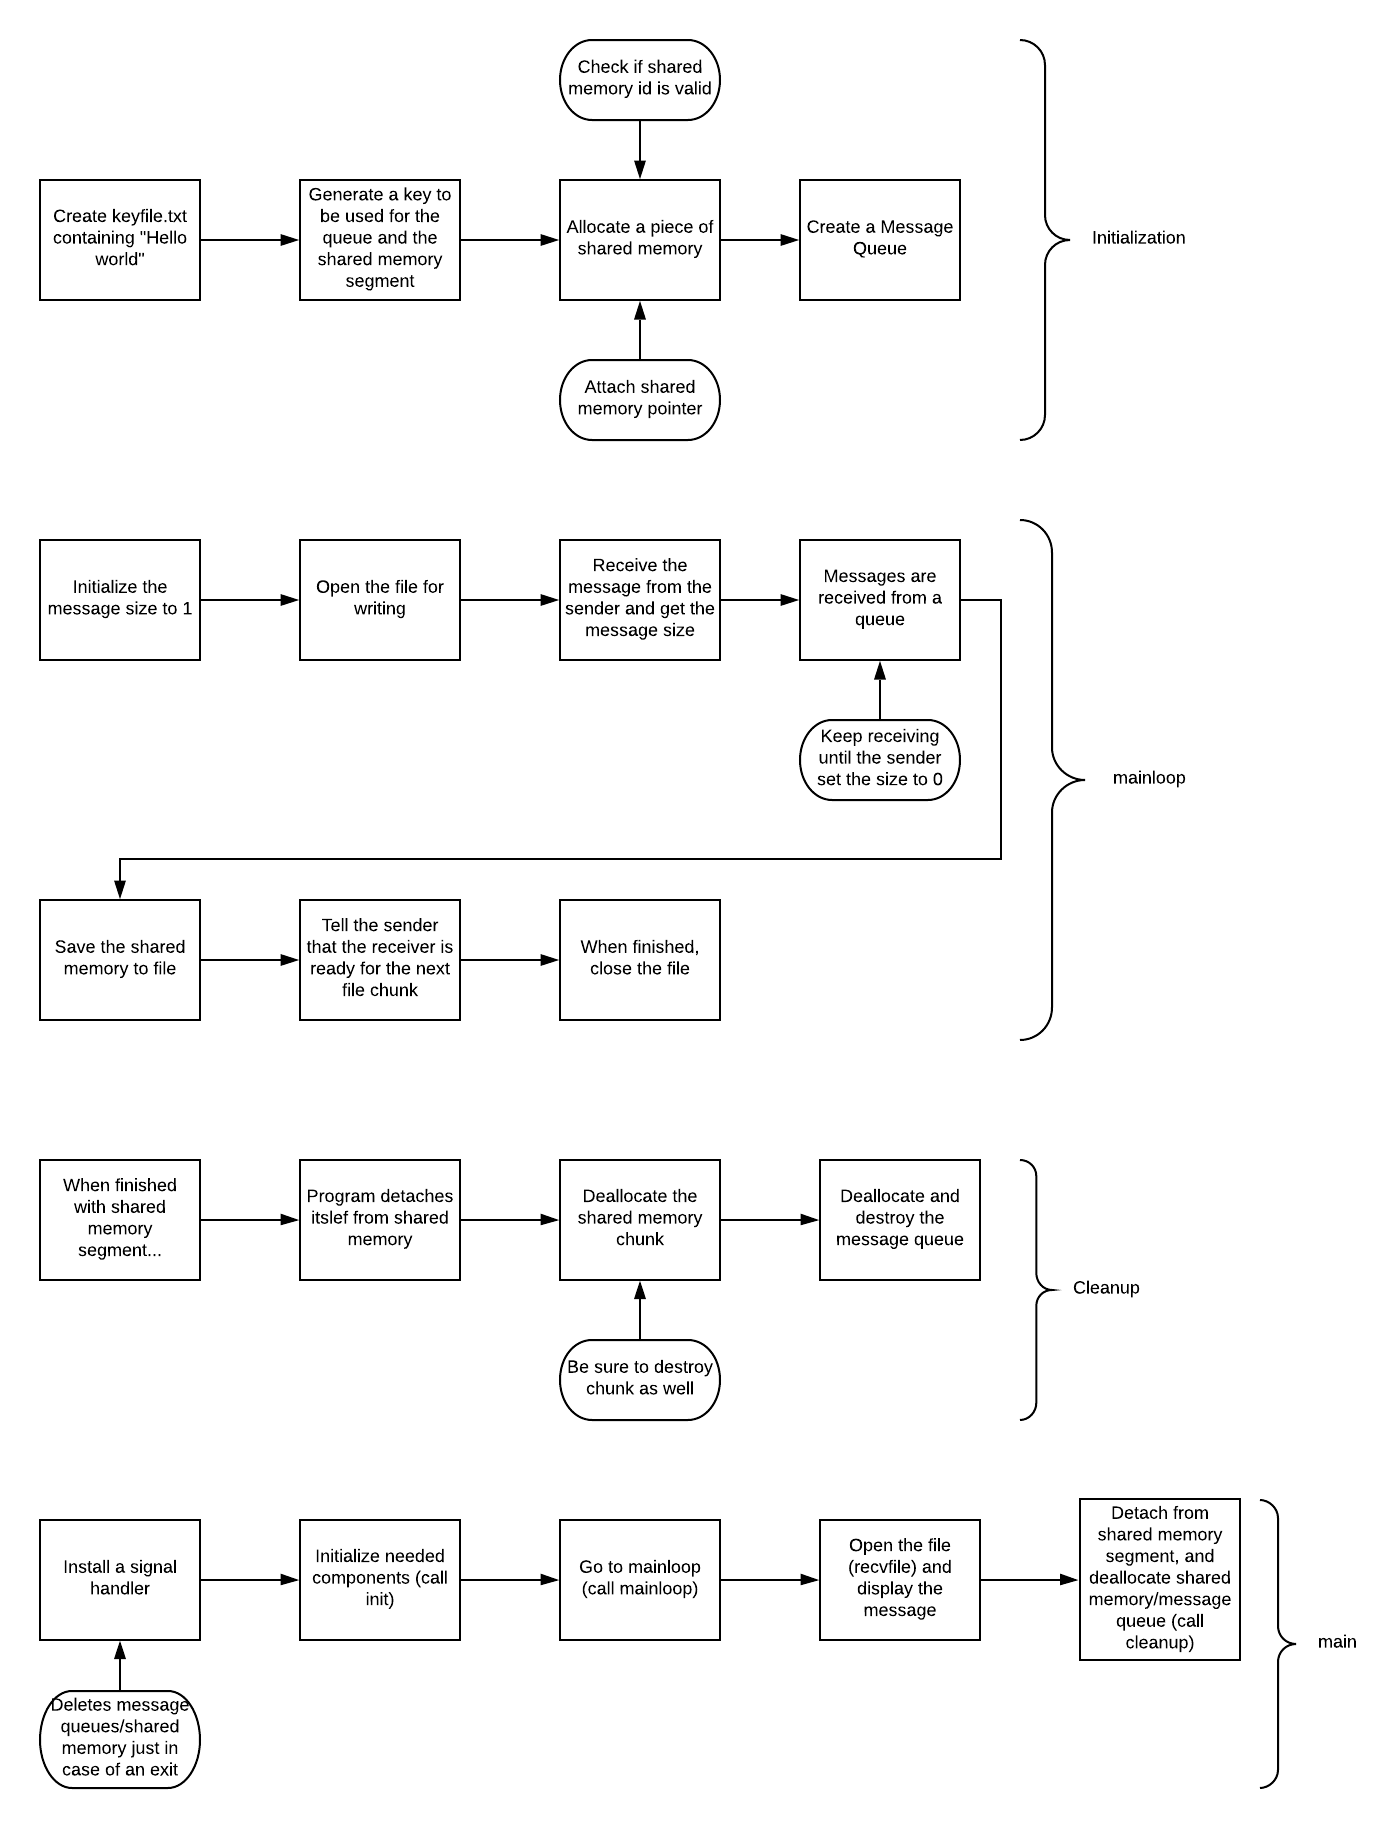 Check if shared
memory id is valid
Create keyfile.txt
containing "Hello
world"
Generate a key to
be used for the
queue and the
shared memory
segment
Allocate a piece of
shared memory
Create a Message
Queue
Initialization
Attach shared
memory pointer
Initialize the
message size to 1
Open the file for
writing
Receive the
message from the
sender and get the
message size
Messages are
received from a
queue
Keep receiving
until the sender
set the size to 0
mainloop
Save the shared
memory to file
Tell the sender
that the receiver is
ready for the next
file chunk
When finished,
close the file
When finished
with shared
memory
segment...
Program detaches
itslef from shared
memory
Deallocate the
shared memory
chunk
Deallocate and
destroy the
message queue
Cleanup
Be sure to destroy
chunk as well
Install a signal
handler
Initialize needed
components (call
init)
Go to mainloop
(call mainloop)
Open the file
(recvfile) and
display the
message
Detach from
shared memory
segment, and
deallocate shared
memory/message
queue (call
cleanup)
main
Deletes message
queues/shared
memory just in
case of an exit